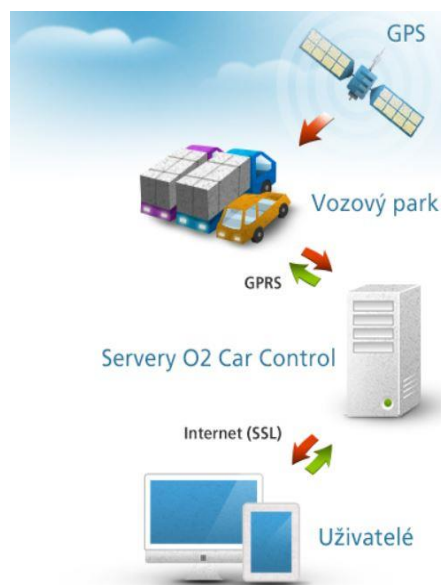 GPS
Vozový park
GPRS
Servery O2 Car Control
Internet (SSL)
Uživatelé